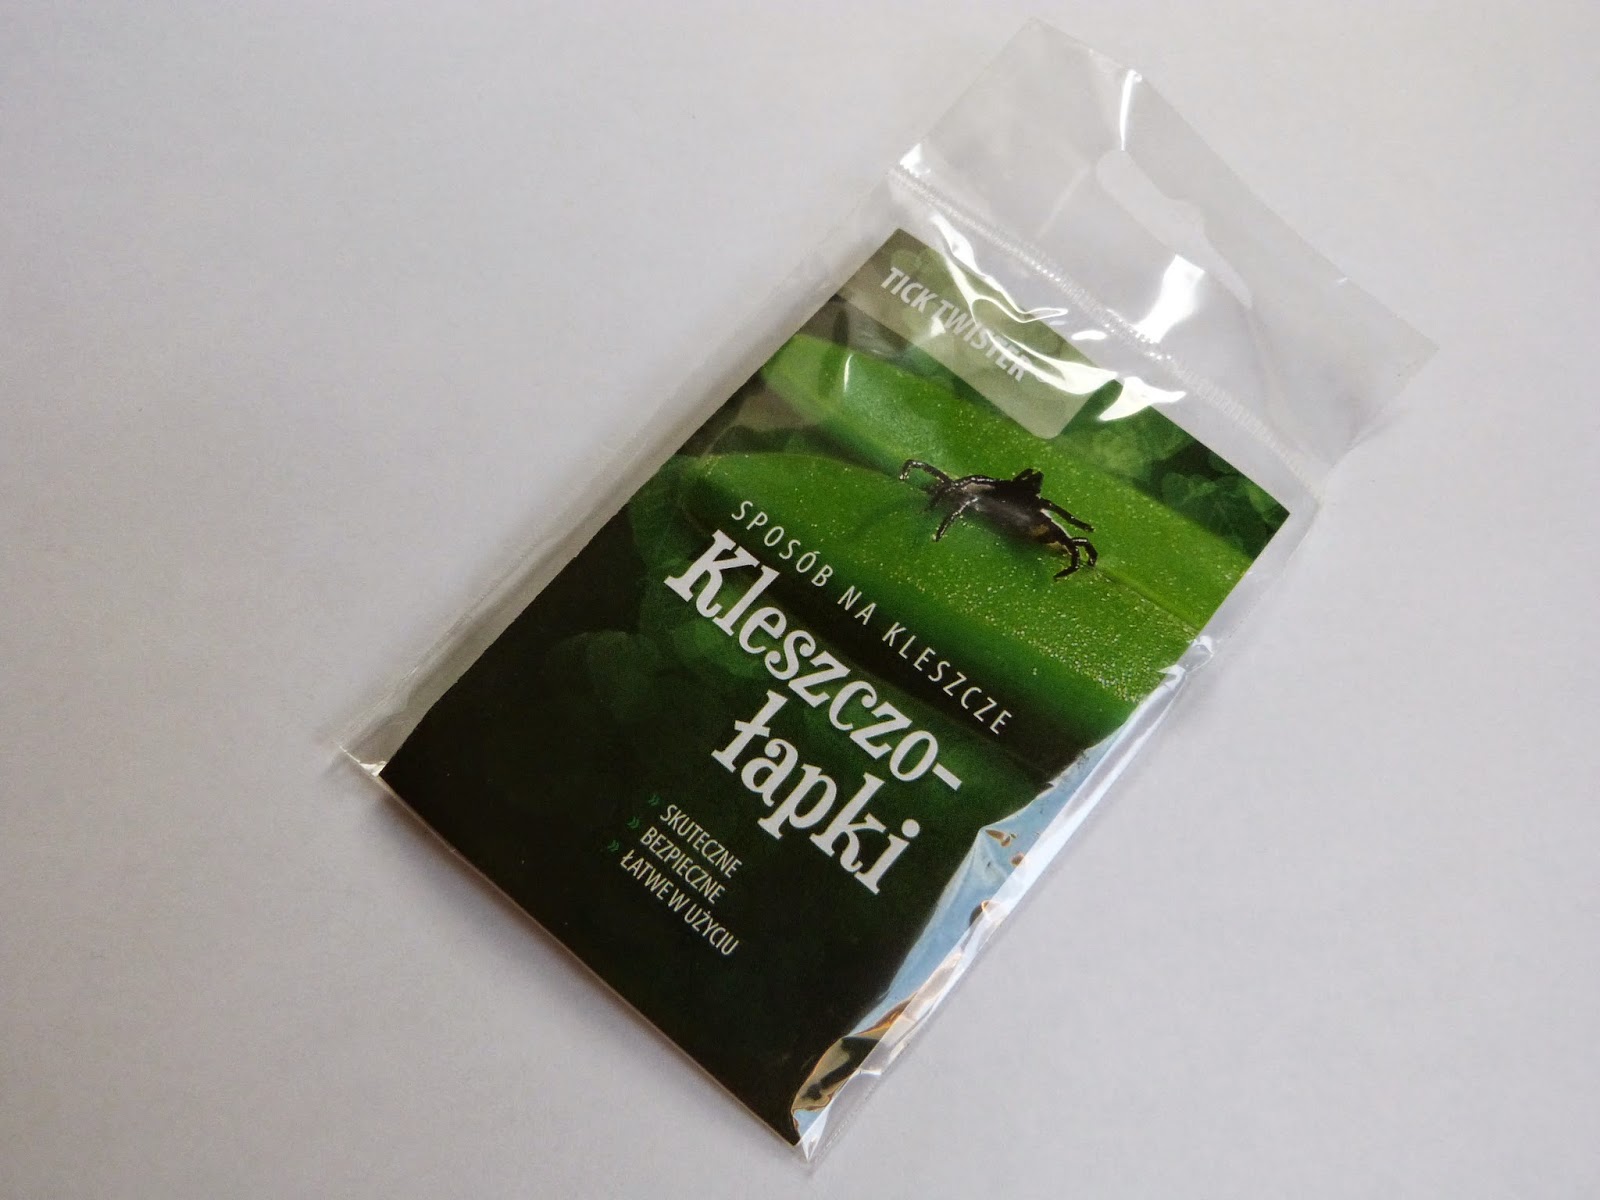 TICK TWISTER
SPOSÓB NA KLESZCZE
Kleszczo-
łapki
» SKUTECZNE
» BEZPIECZNE
» ŁATWE W UŻYCIU